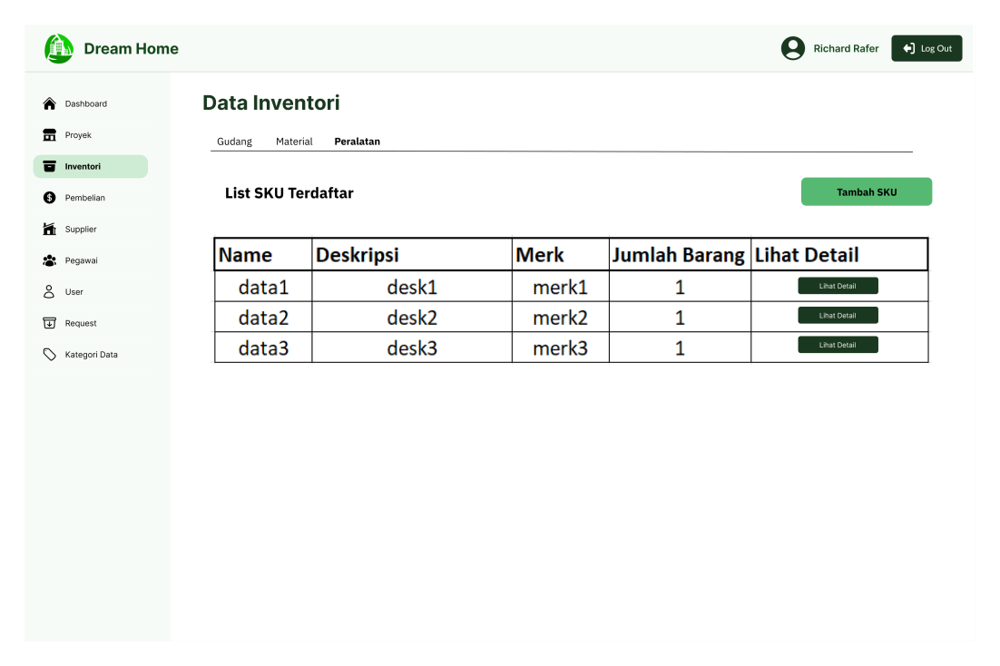 Dream Home
Richard Rafer
Log Out
Dashboard
Proyek
Inventori
Pembelian
Supplier
Pegawai
User
Request
Kategori Data
Data Inventori
Gudang Material Peralatan
List SKU Terdaftar
Tambah SKU
Name Deskripsi Merk Jumlah Barang Lihat Detail
data1 desk1 merk1 1 Lihat Detail
data2 desk2 merk2 1 Lihat Detail
data3 desk3 merk3 1 Lihat Detail